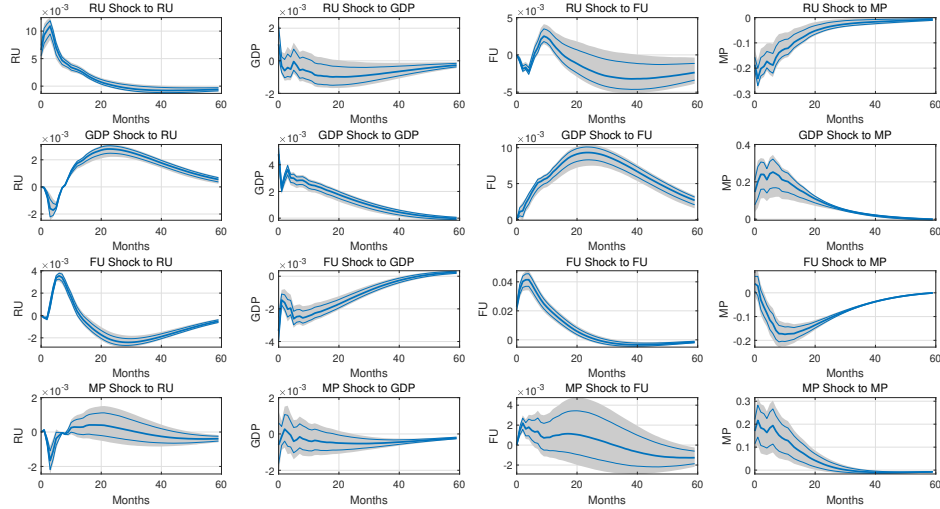 RU Shock to RU
×10⁻³
10
5
0
RU
0 20 40 60
Months
RU Shock to GDP
×10⁻³
2
0
-2
GDP
0 20 40 60
Months
RU Shock to FU
×10⁻³
5
0
-5
FU
0 20 40 60
Months
RU Shock to MP
0
-0.1
-0.2
-0.3
MP
0 20 40 60
Months
GDP Shock to RU
×10⁻³
2
0
-2
RU
0 20 40 60
Months
GDP Shock to GDP
×10⁻³
4
2
0
GDP
0 20 40 60
Months
GDP Shock to FU
×10⁻³
10
5
0
FU
0 20 40 60
Months
GDP Shock to MP
0.4
0.2
0
MP
0 20 40 60
Months
FU Shock to RU
×10⁻³
4
2
0
-2
RU
0 20 40 60
Months
FU Shock to GDP
×10⁻³
0
-2
-4
GDP
0 20 40 60
Months
FU Shock to FU
0.04
0.02
0
FU
0 20 40 60
Months
FU Shock to MP
0
-0.1
-0.2
MP
0 20 40 60
Months
MP Shock to RU
×10⁻³
2
0
-2
RU
0 20 40 60
Months
MP Shock to GDP
×10⁻³
2
0
-2
GDP
0 20 40 60
Months
MP Shock to FU
×10⁻³
4
2
0
-2
FU
0 20 40 60
Months
MP Shock to MP
0.3
0.2
0.1
0
MP
0 20 40 60
Months